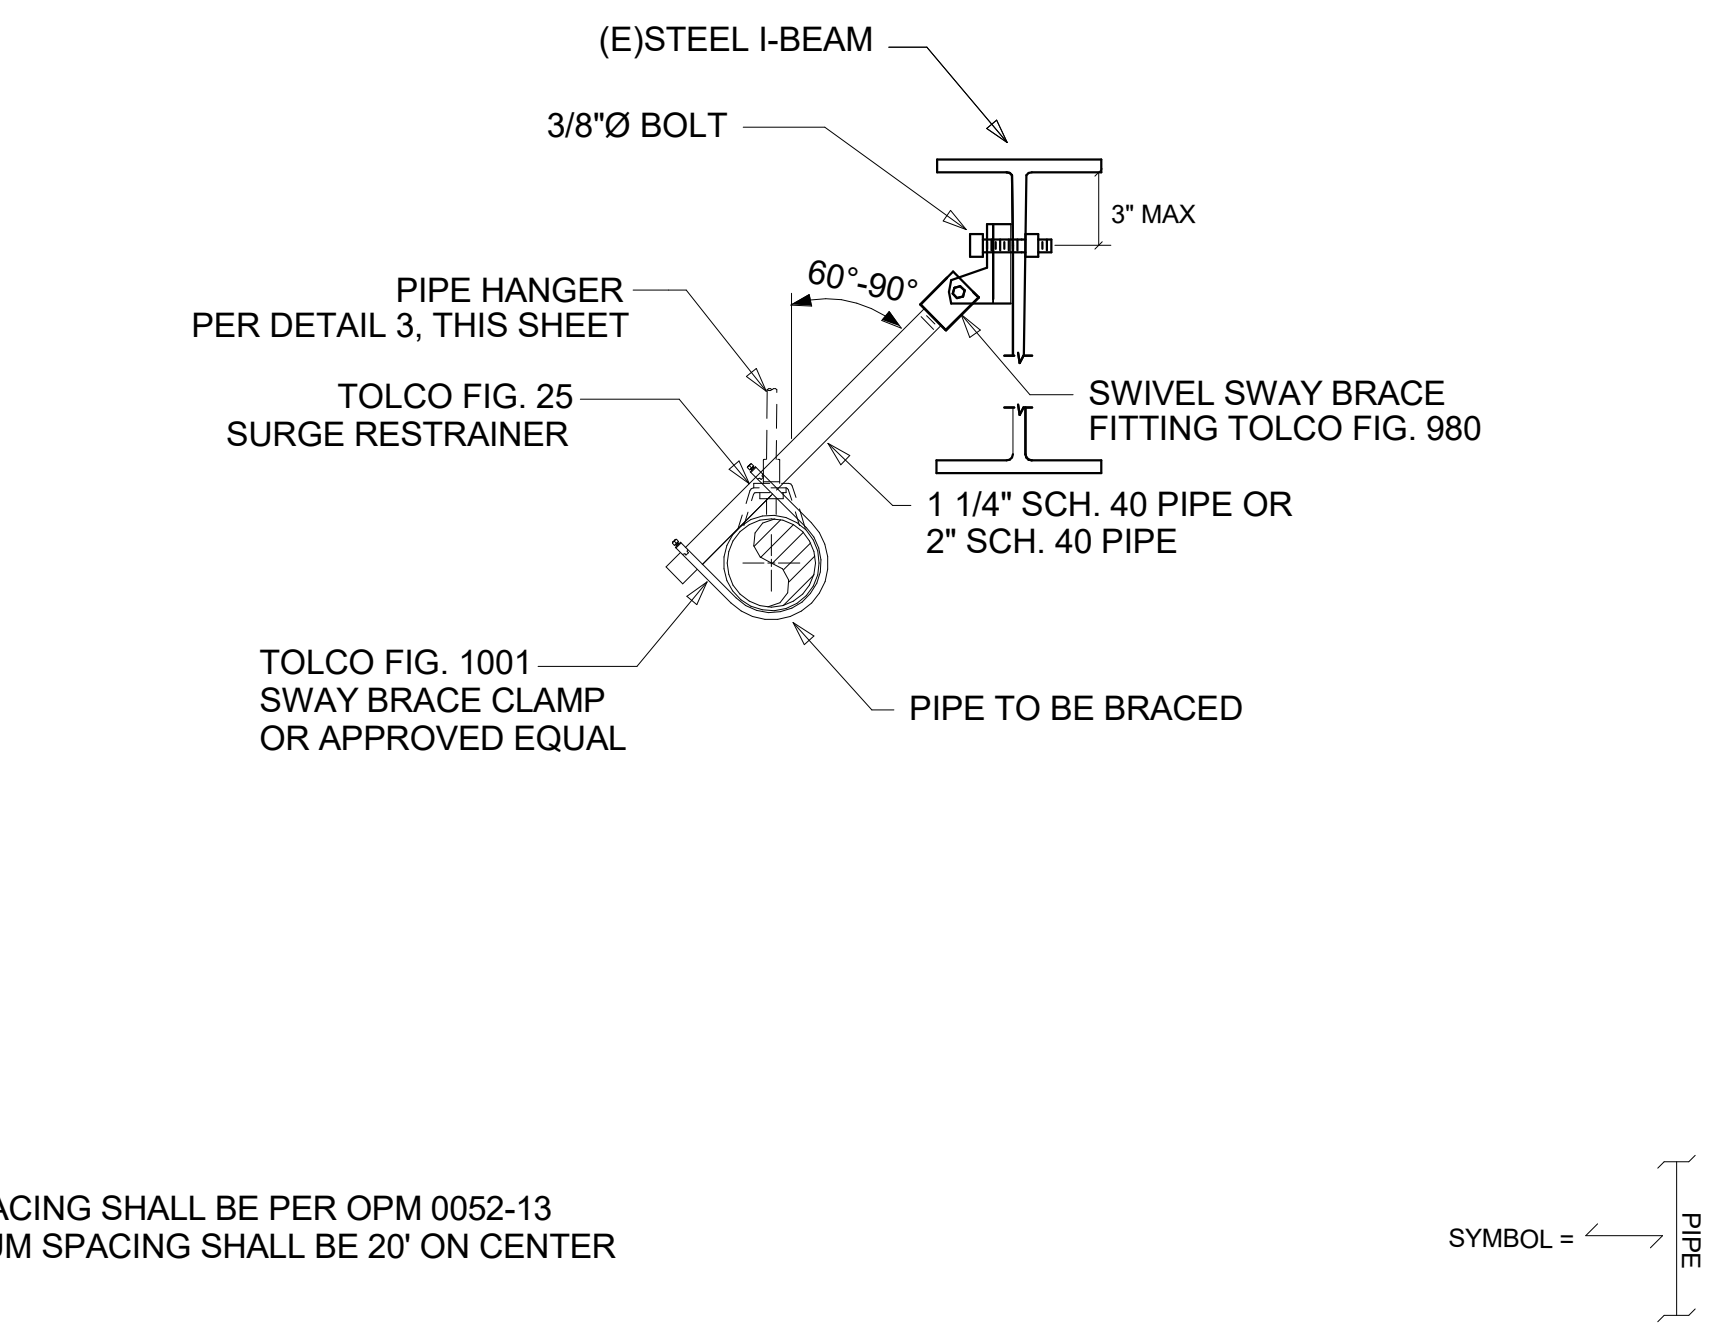 (E)STEEL I-BEAM
3/8"Ø BOLT
3" MAX
60°-90°
PIPE HANGER
PER DETAIL 3, THIS SHEET
TOLCO FIG. 25
SURGE RESTRAINER
SWIVEL SWAY BRACE
FITTING TOLCO FIG. 980
1 1/4" SCH. 40 PIPE OR
2" SCH. 40 PIPE
TOLCO FIG. 1001
SWAY BRACE CLAMP
OR APPROVED EQUAL
PIPE TO BE BRACED
SHALL BE PER OPM 0052-13
SPACING SHALL BE 20' ON CENTER
SYMBOL =
PIPE